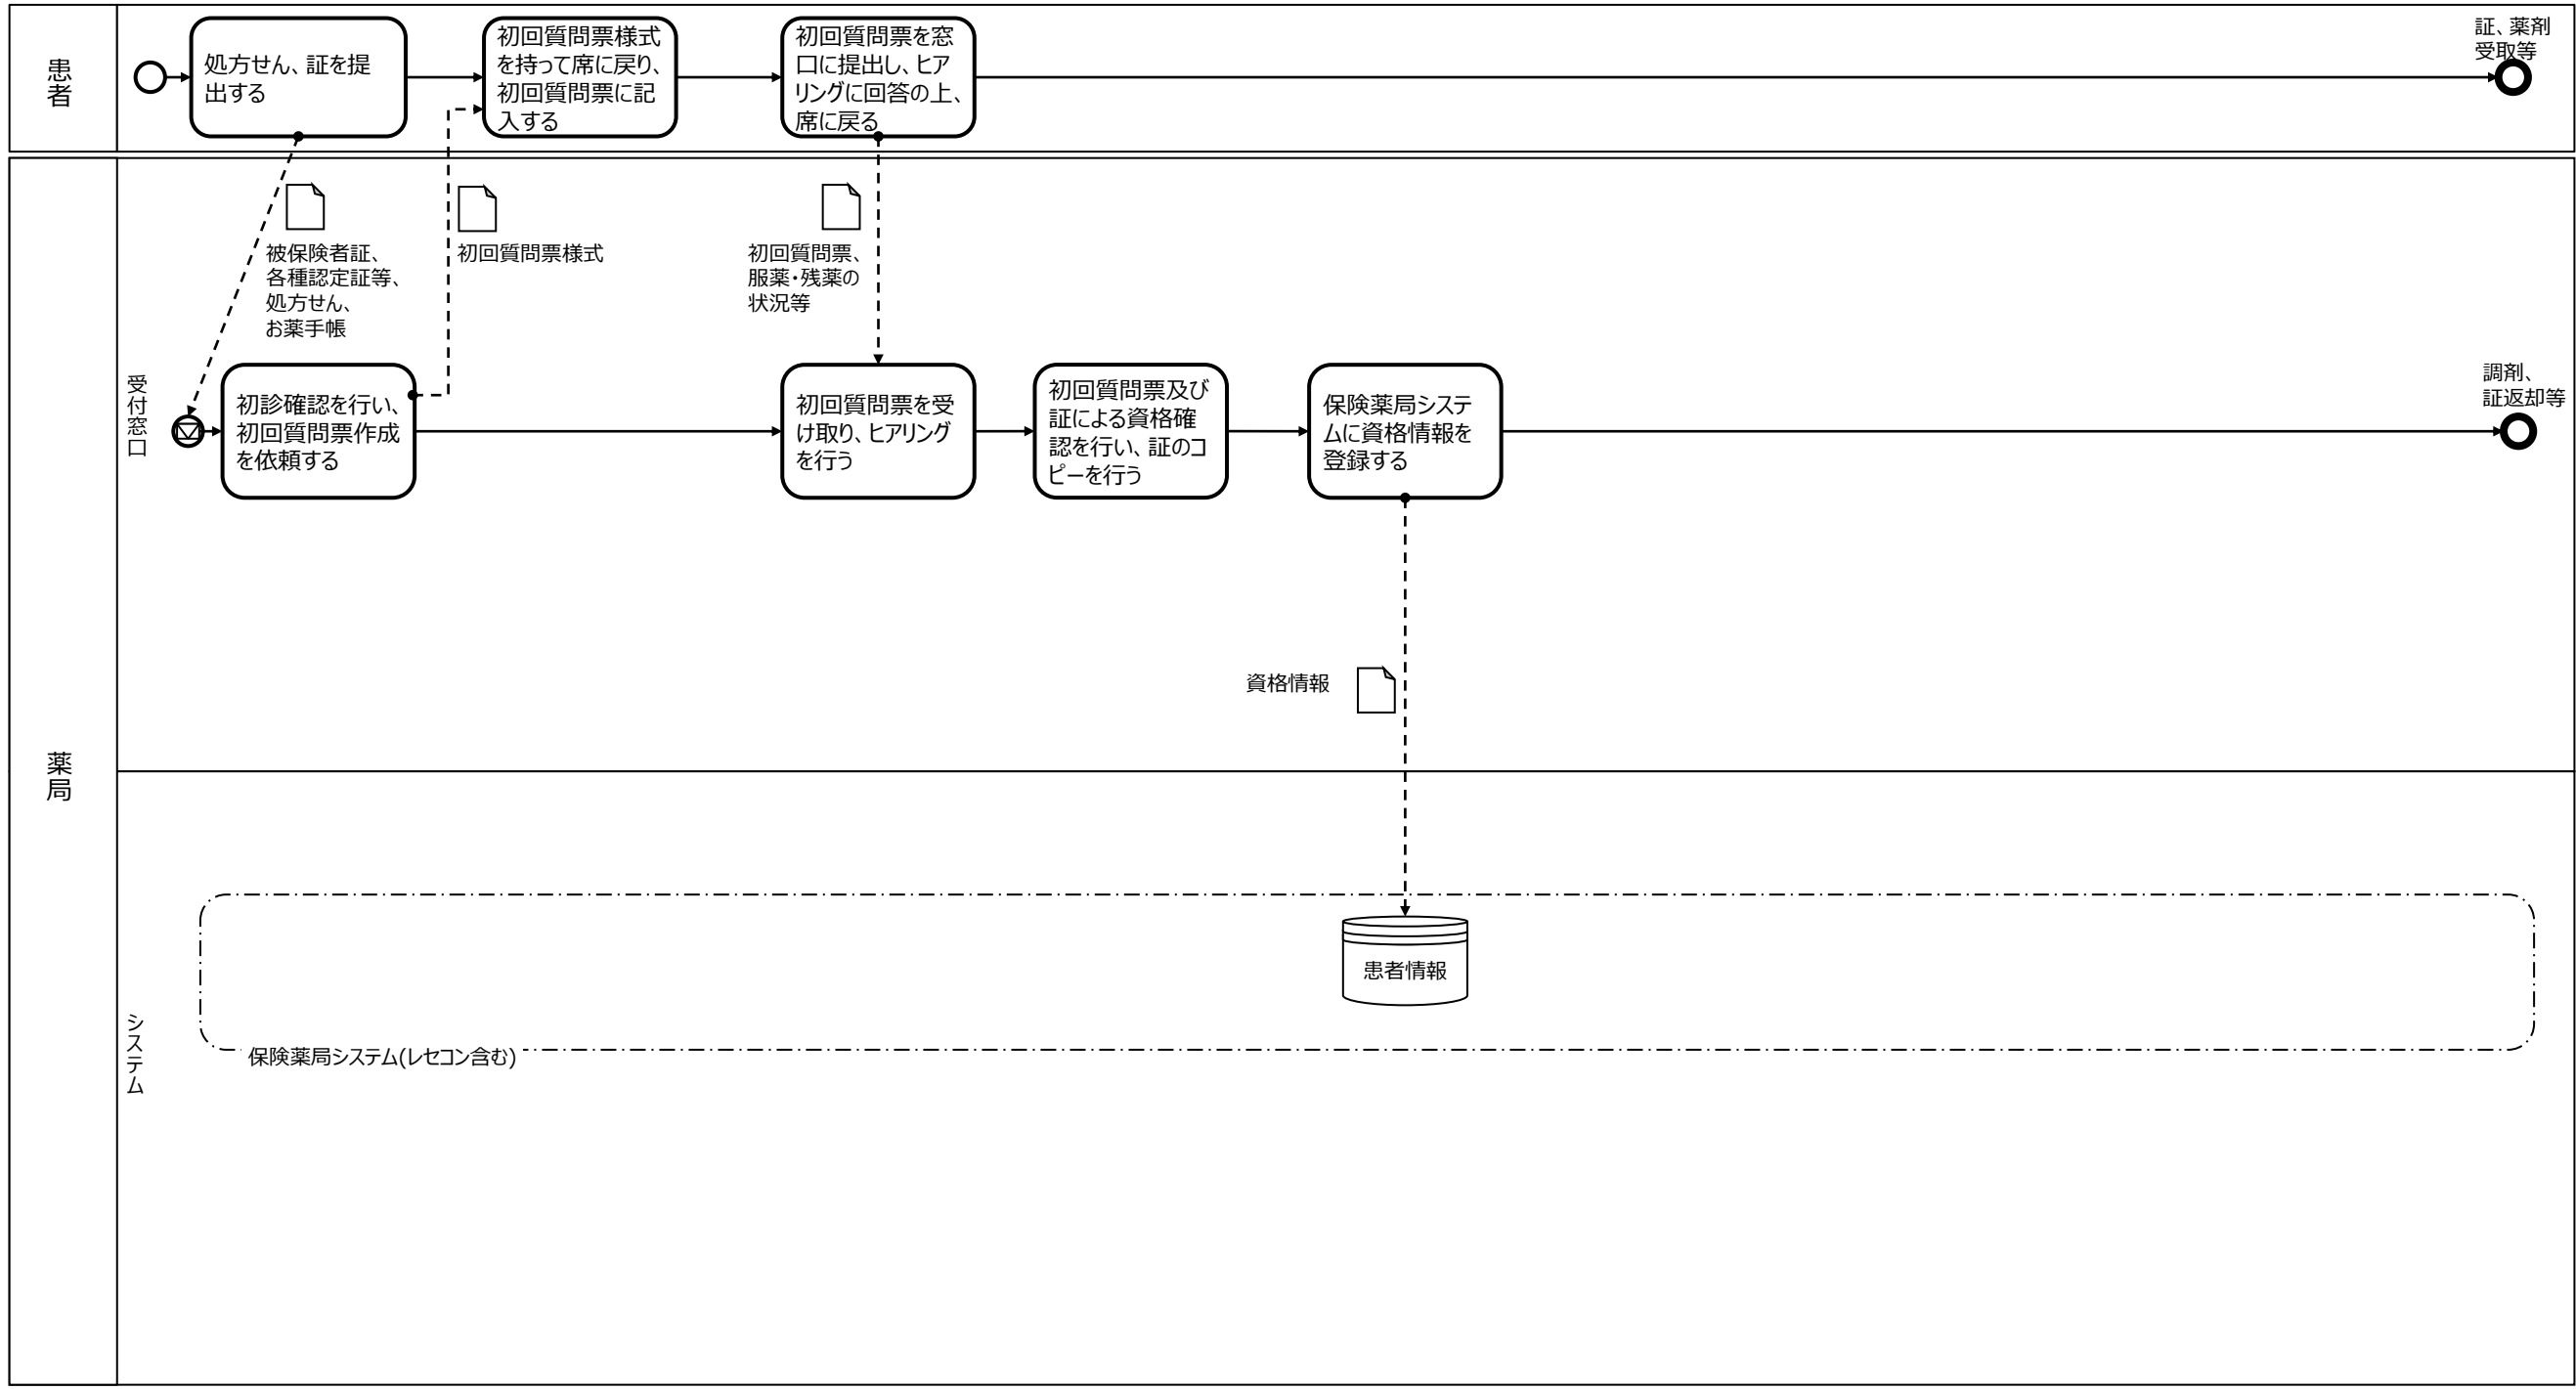 患者
処方せん、証を提
出する
初回質問票様式
を持って席に戻り、
初回質問票に記
入する
初回質問票を窓
口に提出し、ヒア
リングに回答の上、
席に戻る
証、薬剤
受取等
薬局
受付窓口
被保険者証、
各種認定証等、
処方せん、
お薬手帳
初回質問票様式
初回質問票、
服薬・残薬の
状況等
初診確認を行い、
初回質問票作成
を依頼する
初回質問票を受
け取り、ヒアリング
を行う
初回質問票及び
証による資格確
認を行い、証のコ
ピーを行う
保険薬局システ
ムに資格情報を
登録する
調剤、
証返却等
資格情報
システム
患者情報
保険薬局システム(レセコン含む)